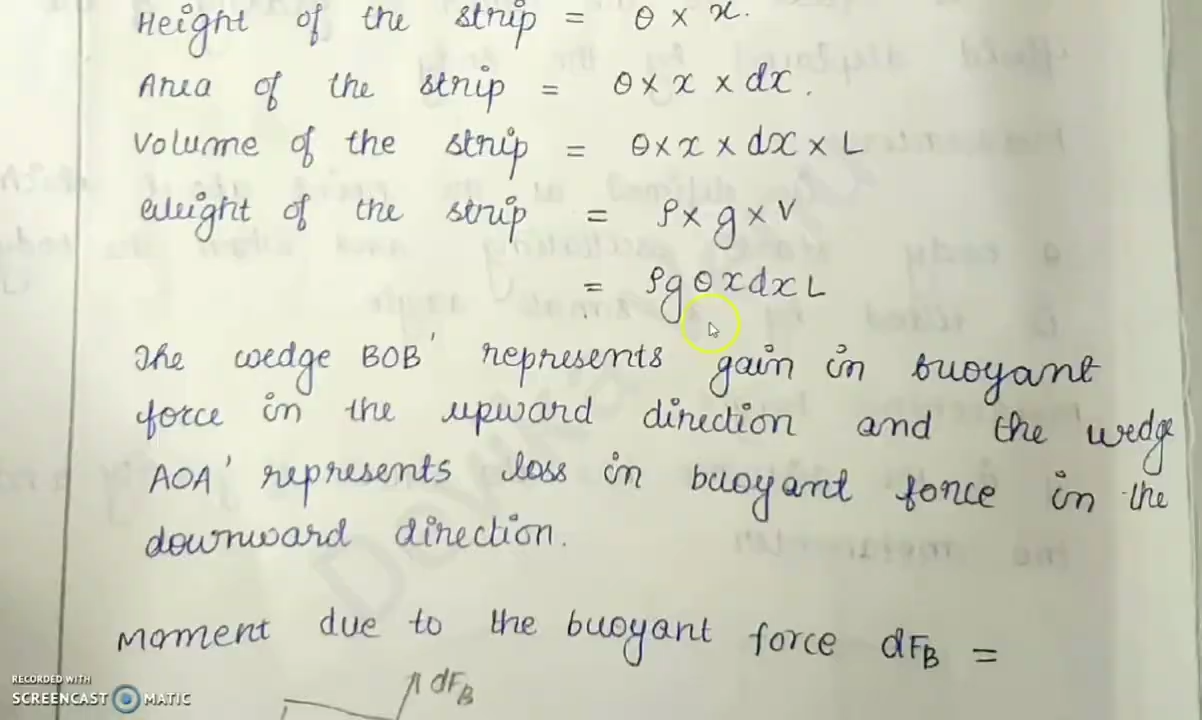 Height of the strip = θ × x.
Area of the strip = θ × x × dx.
Volume of the strip = θ × x × dx × L
Weight of the strip = ρ × g × V
= ρgθxdxL
The wedge BOB' represents gain in buoyant
force in the upward direction and the wedge
AOA' represents loss in buoyant force in the
downward direction.
Moment due to the buoyant force dFB =
dFB
RECORDED WITH
SCREENCAST MATIC